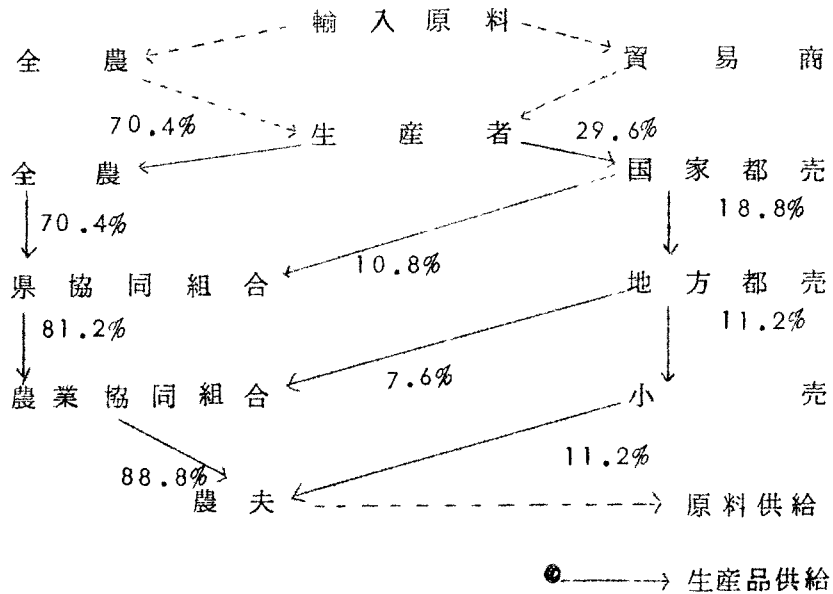 輸入原料
全農 貿易商
70.4% 生産者 29.6%
全農 国家都売
70.4% 18.8%
10.8%
県協同組合 地方都売
81.2% 11.2%
7.6%
農業協同組合 小売
88.8% 11.2%
農夫 原料供給
生産品供給